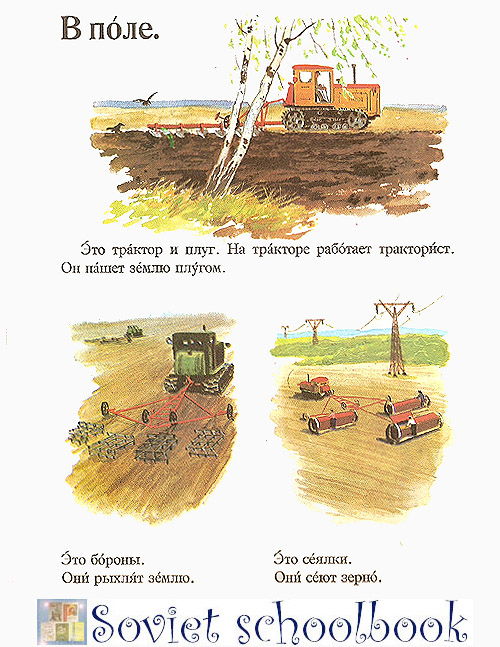 В по́ле.
Э́то тра́ктор и плуг. На тра́кторе рабо́тает трактори́ст.
Он па́шет зе́млю плу́гом.
Э́то бо́роны.
Они́ рыхля́т зе́млю.
Э́то се́ялки.
Они́ се́ют зерно́.
Soviet schoolbook